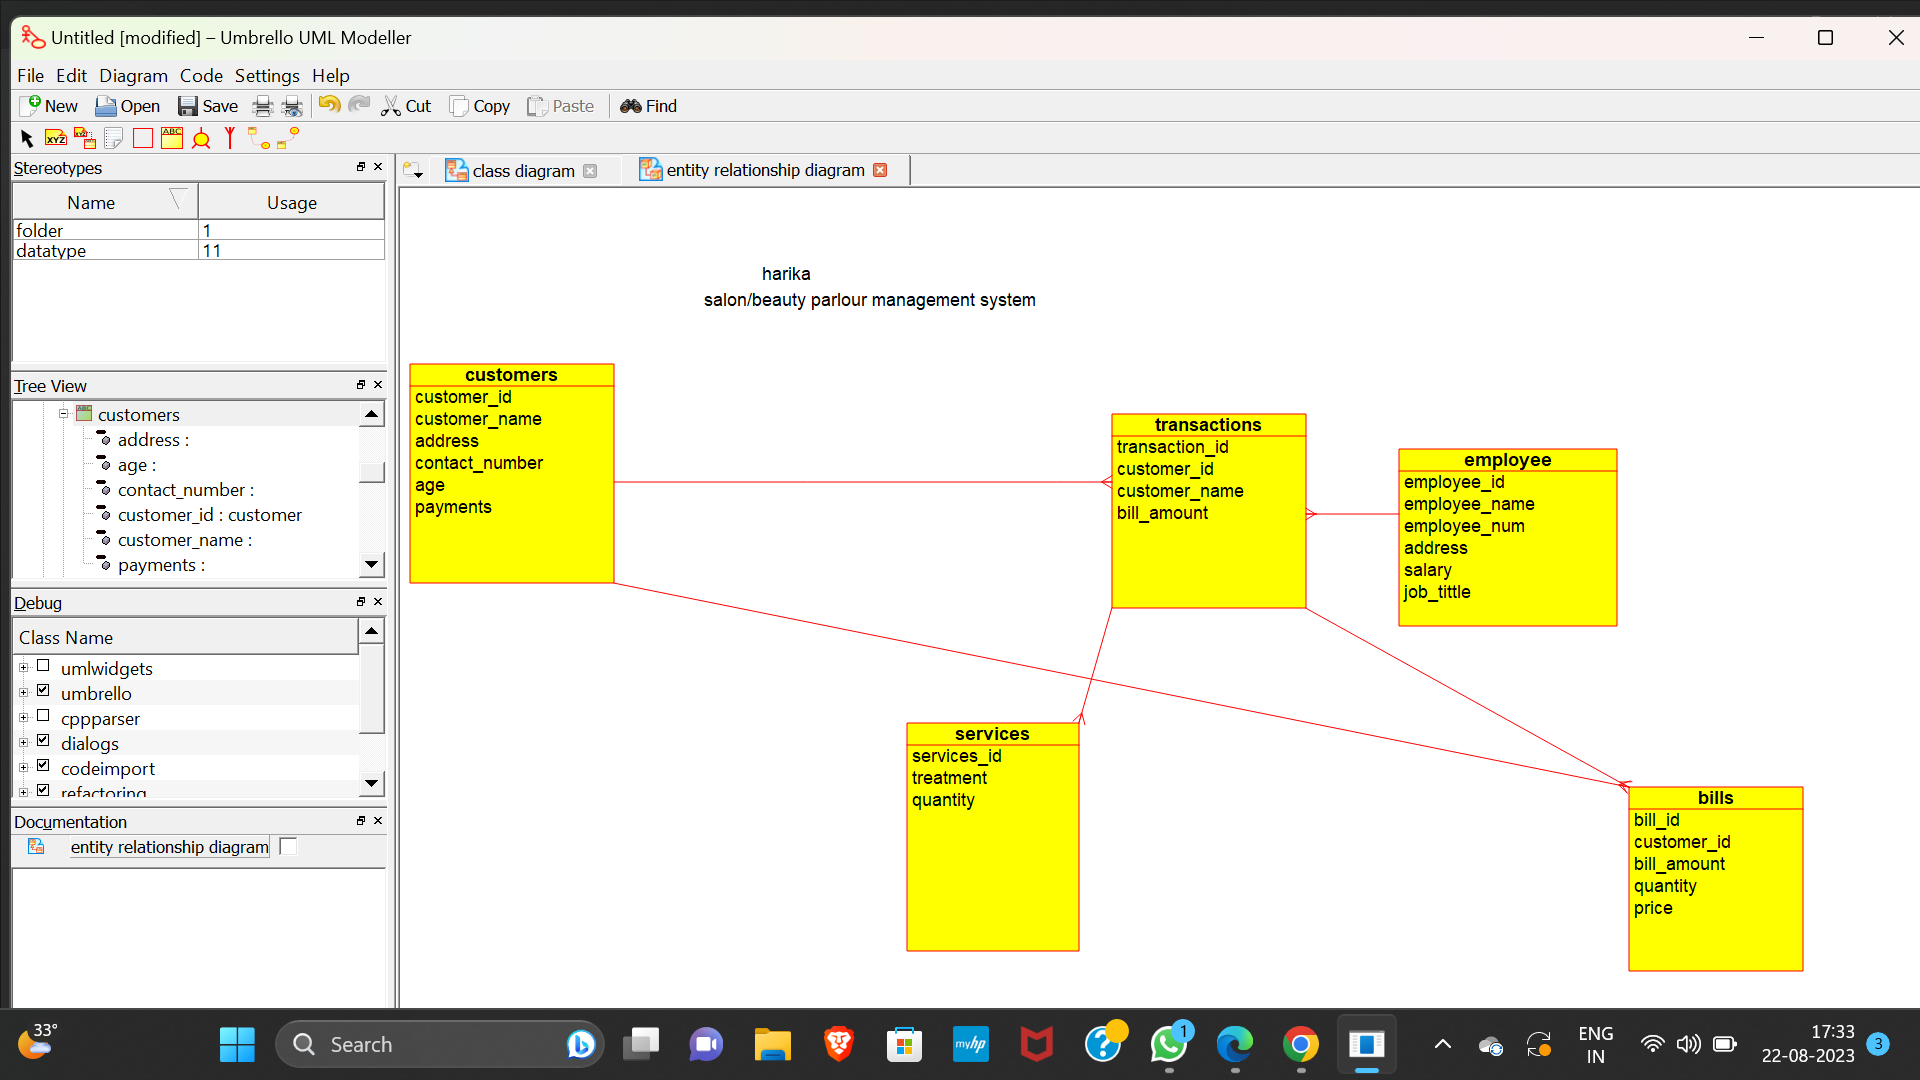 Untitled [modified] – Umbrello UML Modeller
File Edit Diagram Code Settings Help
New Open Save Cut Copy Paste Find
XYZ XYZ ABC
Stereotypes
class diagram entity relationship diagram
Name Usage
folder 1
datatype 11
harika
salon/beauty parlour management system
Tree View
customers
address :
age :
contact_number :
customer_id : customer
customer_name :
payments :
customers
customer_id
customer_name
address
contact_number
age
payments
transactions
transaction_id
customer_id
customer_name
bill_amount
employee
employee_id
employee_name
employee_num
address
salary
job_tittle
Debug
Class Name
umlwidgets
umbrello
cppparser
dialogs
codeimport
refactoring
services
services_id
treatment
quantity
bills
bill_id
customer_id
bill_amount
quantity
price
Documentation
entity relationship diagram
33°
Search
myhp
1
ENG
IN
17:33
22-08-2023
3